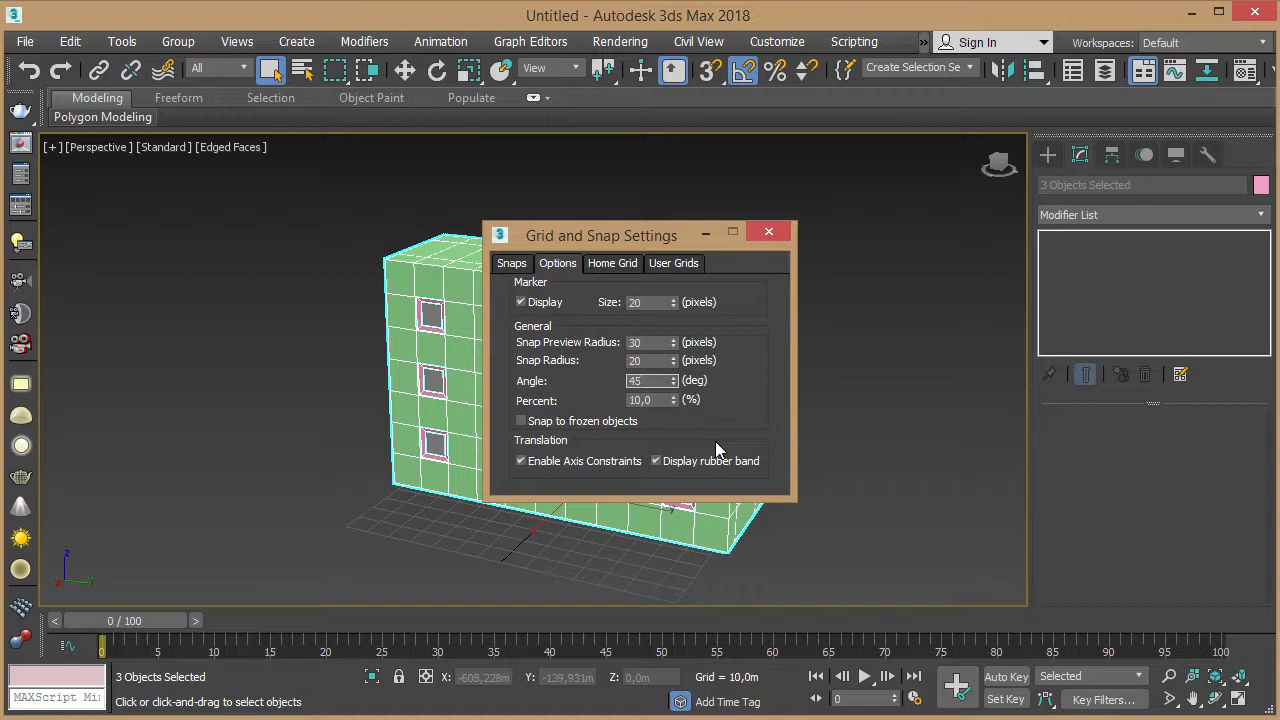 Untitled - Autodesk 3ds Max 2018
File Edit Tools Group Views Create Modifiers Animation Graph Editors Rendering Civil View Customize Scripting » Sign In Workspaces: Default
All View Create Selection Se
Modeling Freeform Selection Object Paint Populate
Polygon Modeling
[+] [Perspective ] [Standard ] [Edged Faces ]
3 Objects Selected
Modifier List
Grid and Snap Settings
Snaps Options Home Grid User Grids
Marker
Display Size: 20 (pixels)
General
Snap Preview Radius: 30 (pixels)
Snap Radius: 20 (pixels)
Angle: 45 (deg)
Percent: 10,0 (%)
Snap to frozen objects
Translation
Enable Axis Constraints Display rubber band
z
x y
< 0 / 100 >
0 5 10 15 20 25 30 35 40 45 50 55 60 65 70 75 80 85 90 95 100
3 Objects Selected X: -608,228m Y: -139,931m Z: 0,0m Grid = 10,0m Auto Key Selected
MAXScript Mi Click or click-and-drag to select objects Add Time Tag 0 Set Key Key Filters...